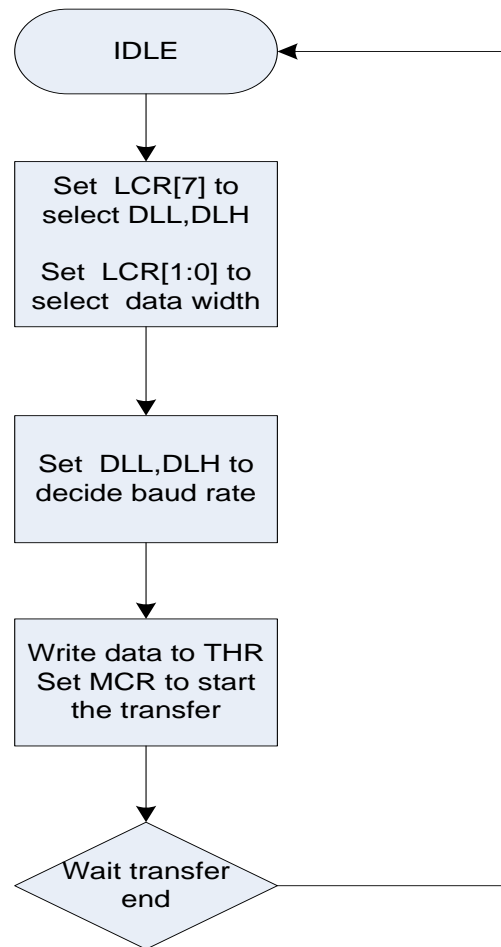 IDLE
Set LCR[7] to
select DLL,DLH
Set LCR[1:0] to
select data width
Set DLL,DLH to
decide baud rate
Write data to THR
Set MCR to start
the transfer
Wait transfer
end